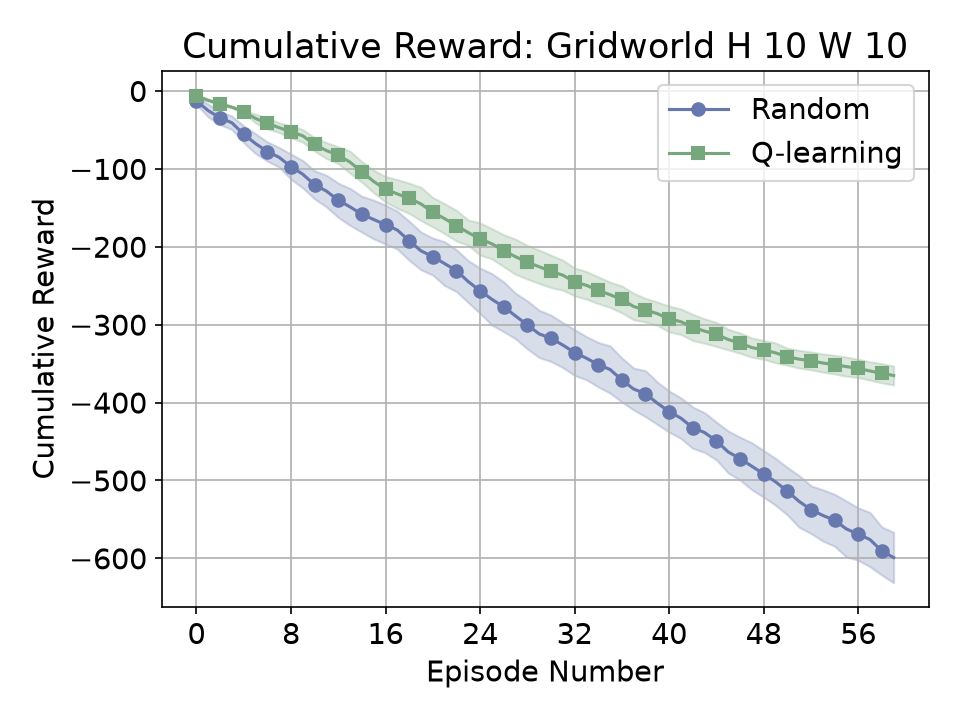 Cumulative Reward: Gridworld H 10 W 10
0
−100
−200
−300
−400
−500
−600
Cumulative Reward
Random
Q-learning
0 8 16 24 32 40 48 56
Episode Number